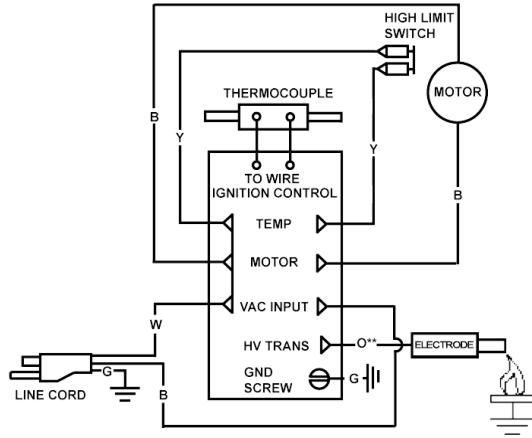 HIGH LIMIT
SWITCH
THERMOCOUPLE
MOTOR
B
Y
Y
B
TO WIRE
IGNITION CONTROL
TEMP
MOTOR
VAC INPUT
W
HV TRANS
O**
ELECTRODE
GND
SCREW
G
G
LINE CORD
B